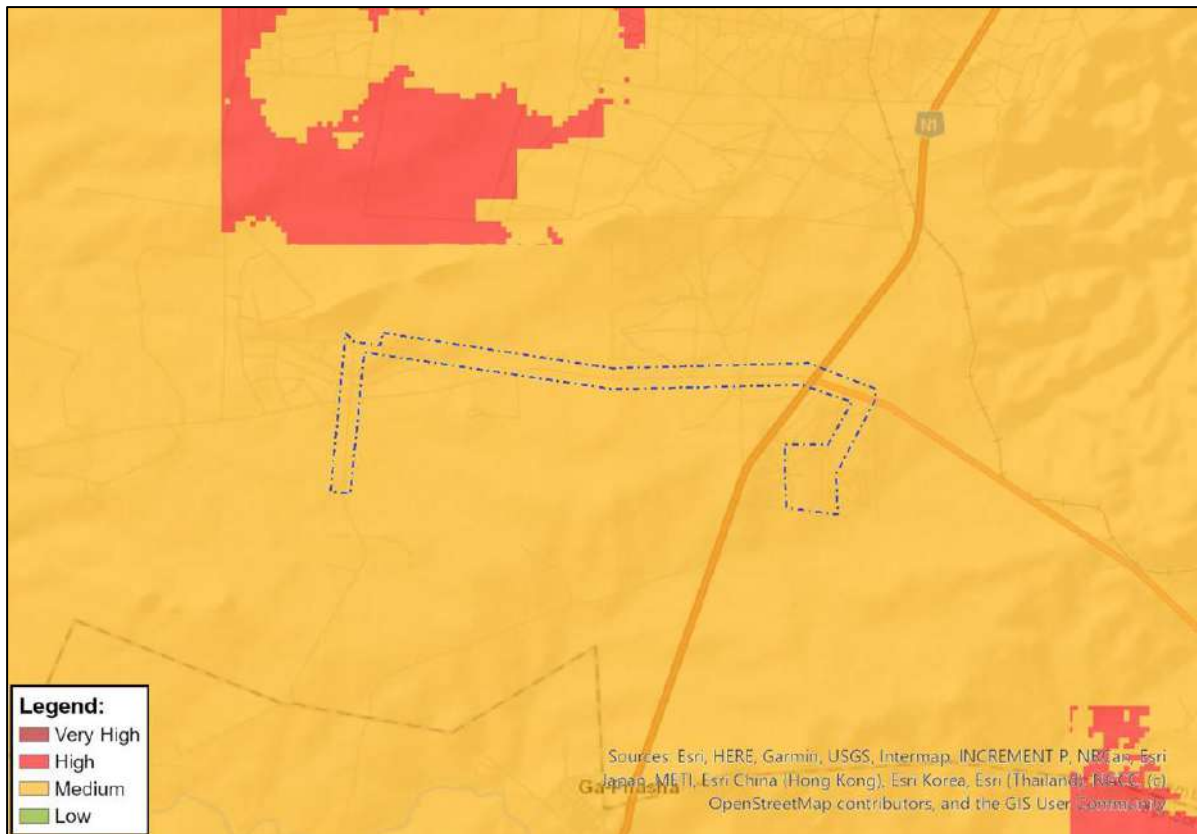 N1
Legend:
Very High
High
Medium
Low
Sources: Esri, HERE, Garmin, USGS, Intermap, INCREMENT P, NRCan, Esri
Japan, METI, Esri China (Hong Kong), Esri Korea, Esri (Thailand), NGCC, (c)
OpenStreetMap contributors, and the GIS User Community